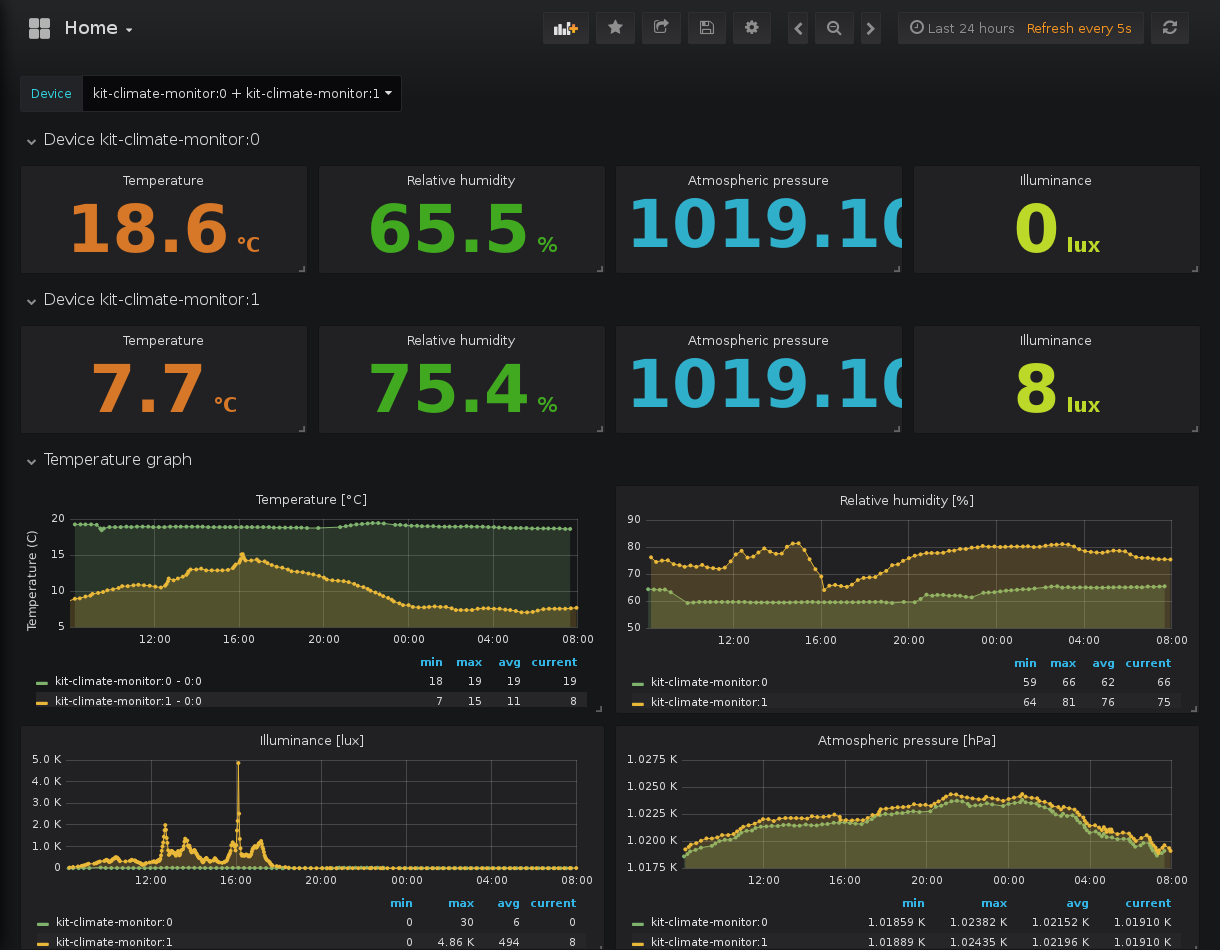 Home
Last 24 hours Refresh every 5s
Device kit-climate-monitor:0 + kit-climate-monitor:1
Device kit-climate-monitor:0
Temperature Relative humidity Atmospheric pressure Illuminance
18.6 °C 65.5 % 1019.10 0 lux
Device kit-climate-monitor:1
Temperature Relative humidity Atmospheric pressure Illuminance
7.7 °C 75.4 % 1019.10 8 lux
Temperature graph
Temperature [°C]
Temperature (C)
20
15
10
5
12:00 16:00 20:00 00:00 04:00 08:00
min max avg current
kit-climate-monitor:0 - 0:0 18 19 19 19
kit-climate-monitor:1 - 0:0 7 15 11 8
Relative humidity [%]
90
80
70
60
50
12:00 16:00 20:00 00:00 04:00 08:00
min max avg current
kit-climate-monitor:0 59 66 62 66
kit-climate-monitor:1 64 81 76 75
Illuminance [lux]
5.0 K
4.0 K
3.0 K
2.0 K
1.0 K
0
12:00 16:00 20:00 00:00 04:00 08:00
min max avg current
kit-climate-monitor:0 0 30 6 0
kit-climate-monitor:1 0 4.86 K 494 8
Atmospheric pressure [hPa]
1.0275 K
1.0250 K
1.0225 K
1.0200 K
1.0175 K
12:00 16:00 20:00 00:00 04:00 08:00
min max avg current
kit-climate-monitor:0 1.01859 K 1.02382 K 1.02152 K 1.01910 K
kit-climate-monitor:1 1.01889 K 1.02435 K 1.02196 K 1.01910 K